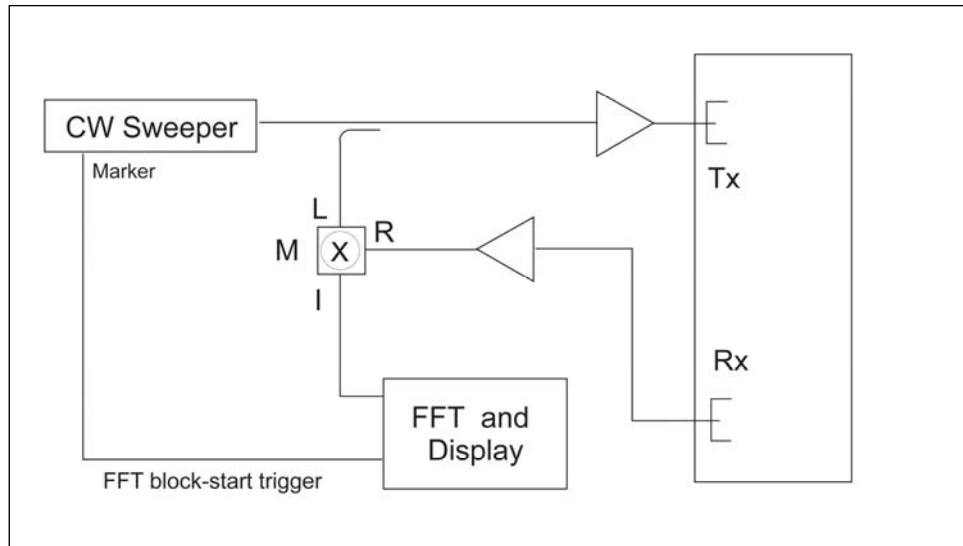 CW Sweeper
Marker
Tx
L
R
M
X
I
Rx
FFT and
Display
FFT block-start trigger